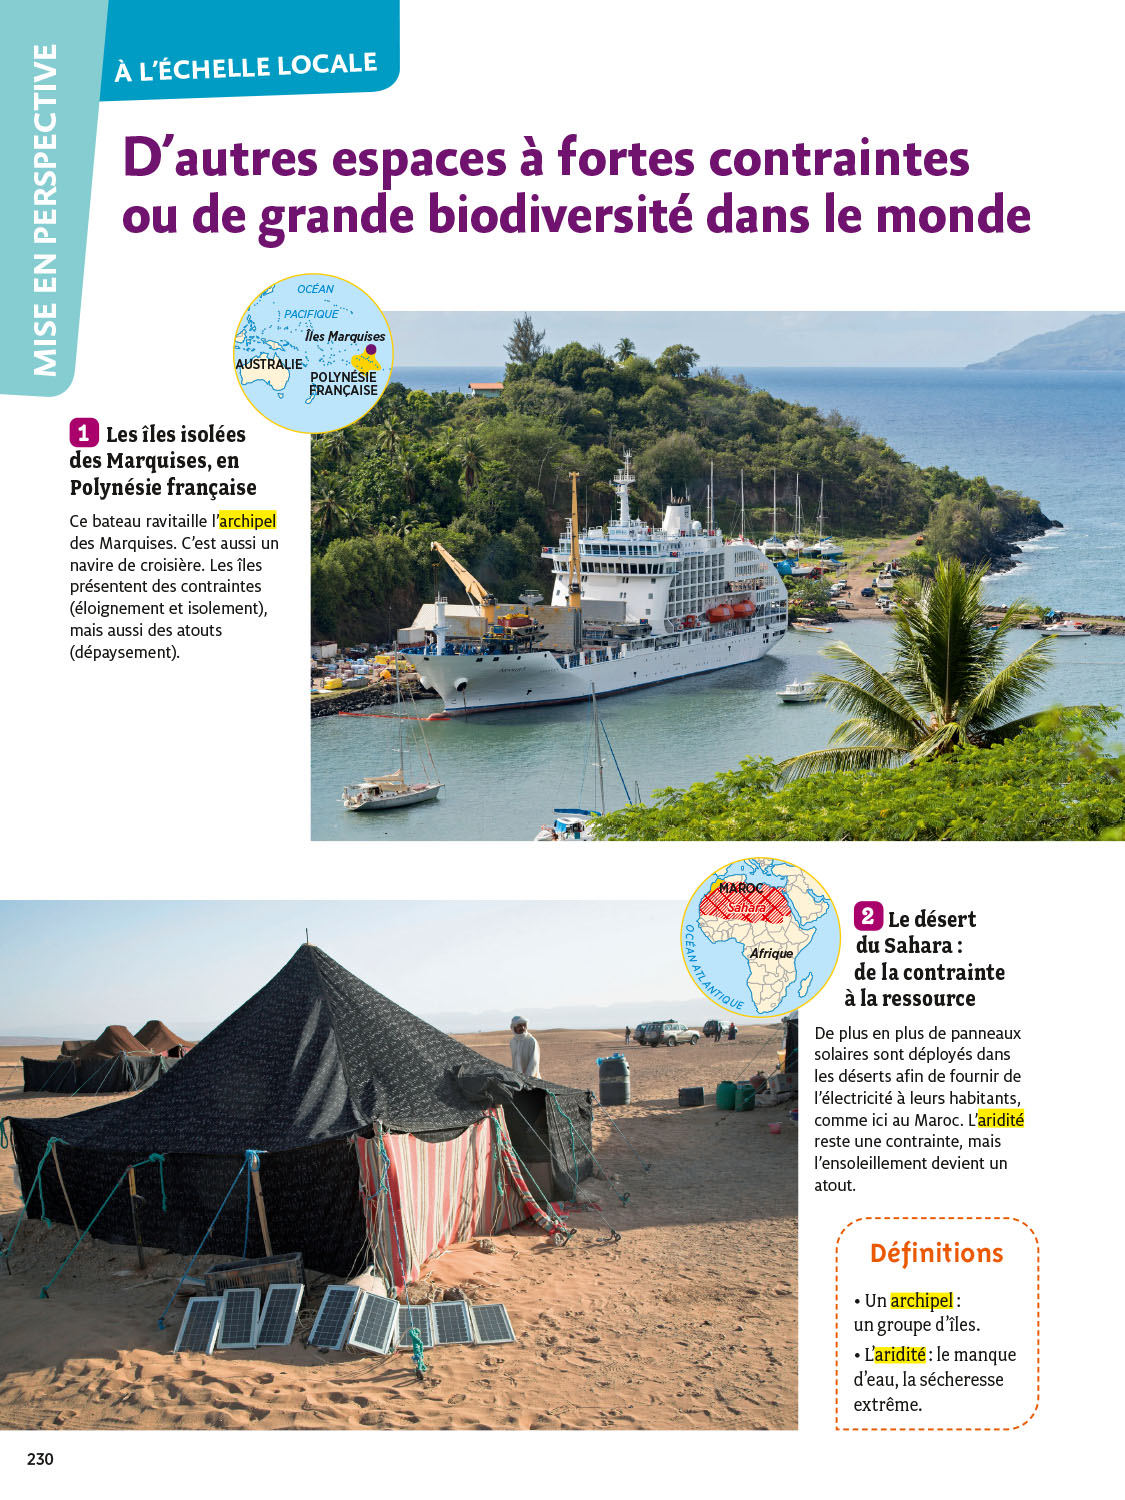 MISE EN PERSPECTIVE
À L'ÉCHELLE LOCALE
D'autres espaces à fortes contraintes
ou de grande biodiversité dans le monde
OCÉAN
PACIFIQUE
Îles Marquises
AUSTRALIE
POLYNÉSIE
FRANÇAISE
1 Les îles isolées
des Marquises, en
Polynésie française
Ce bateau ravitaille l'archipel
des Marquises. C'est aussi un
navire de croisière. Les îles
présentent des contraintes
(éloignement et isolement),
mais aussi des atouts
(dépaysement).
MAROC
Sahara
Afrique
OCÉAN ATLANTIQUE
2 Le désert
du Sahara :
de la contrainte
à la ressource
De plus en plus de panneaux
solaires sont déployés dans
les déserts afin de fournir de
l'électricité à leurs habitants,
comme ici au Maroc. L'aridité
reste une contrainte, mais
l'ensoleillement devient un
atout.
Définitions
• Un archipel :
un groupe d'îles.
• L'aridité : le manque
d'eau, la sécheresse
extrême.
230